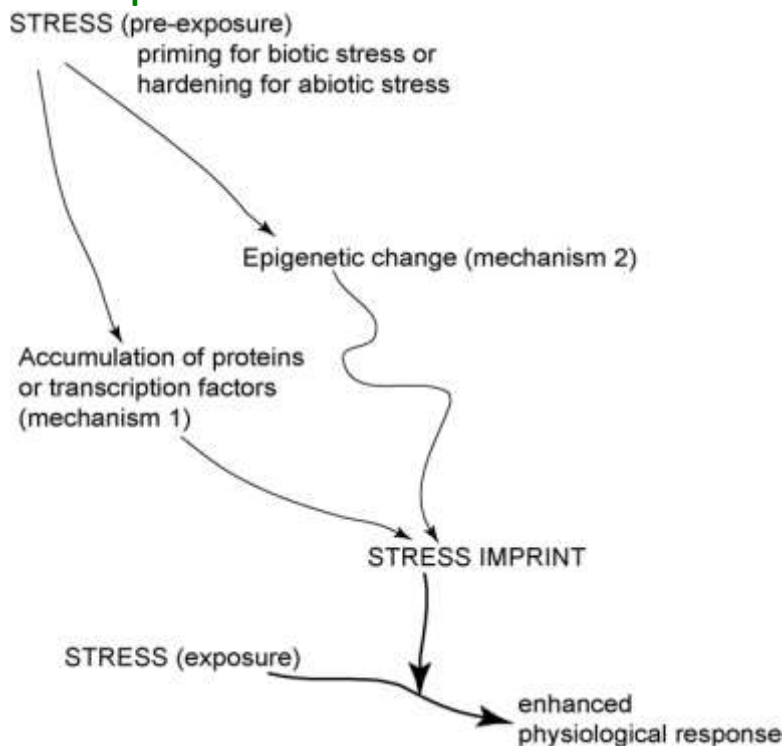 STRESS (pre-exposure)
priming for biotic stress or
hardening for abiotic stress
Epigenetic change (mechanism 2)
Accumulation of proteins
or transcription factors
(mechanism 1)
STRESS IMPRINT
STRESS (exposure)
enhanced
physiological response